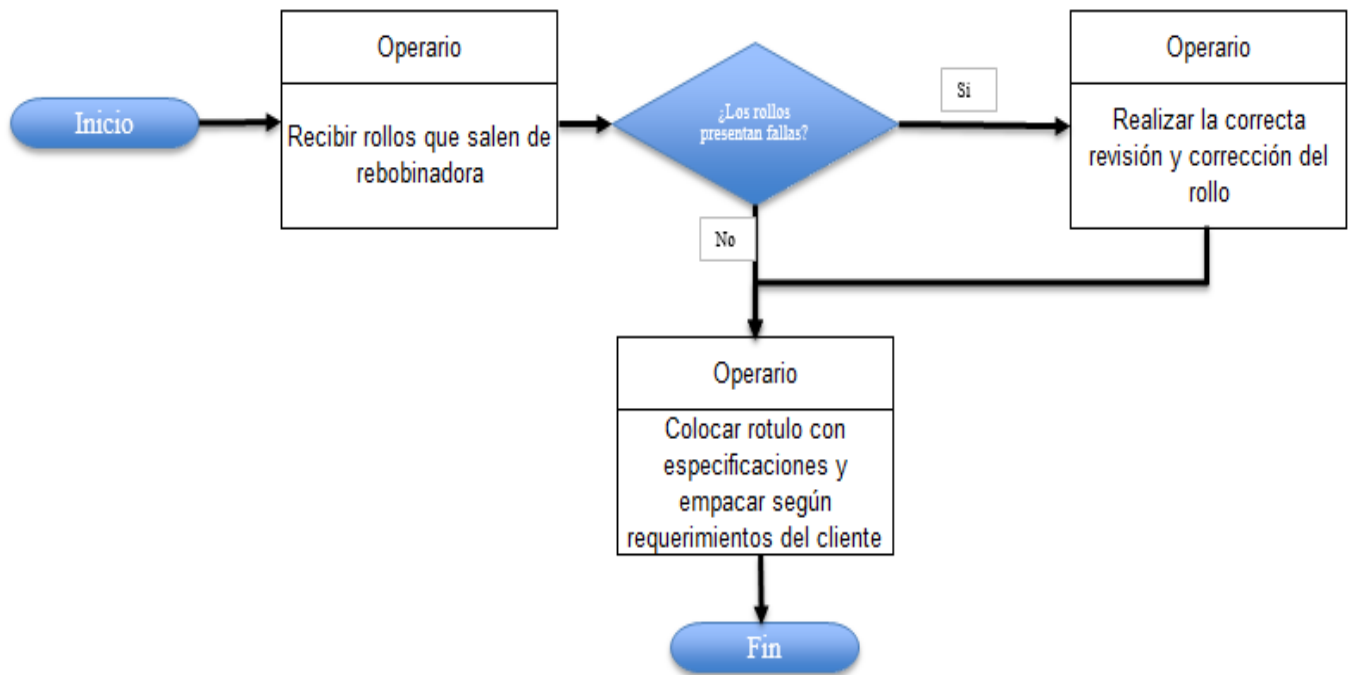 Inicio
Operario
Recibir rollos que salen de
rebobinadora
¿Los rollos
presentan fallas?
Si
Operario
Realizar la correcta
revisión y corrección del
rollo
No
Operario
Colocar rotulo con
especificaciones y
empacar según
requerimientos del cliente
Fin